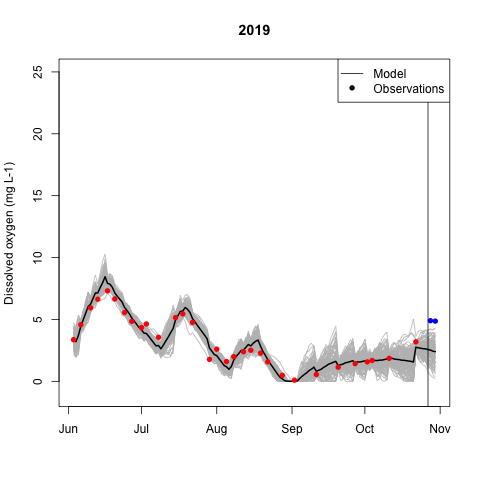 2019
Model
Observations
Dissolved oxygen (mg L-1)
25
20
15
10
5
0
Jun Jul Aug Sep Oct Nov